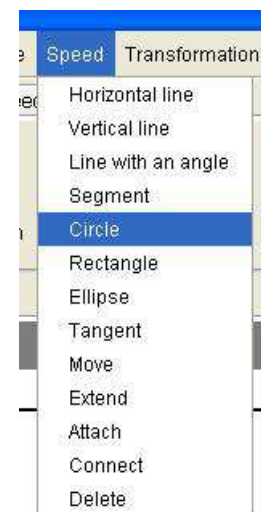 Speed Transformation
Horizontal line
Vertical line
Line with an angle
Segment
Circle
Rectangle
Ellipse
Tangent
Move
Extend
Attach
Connect
Delete